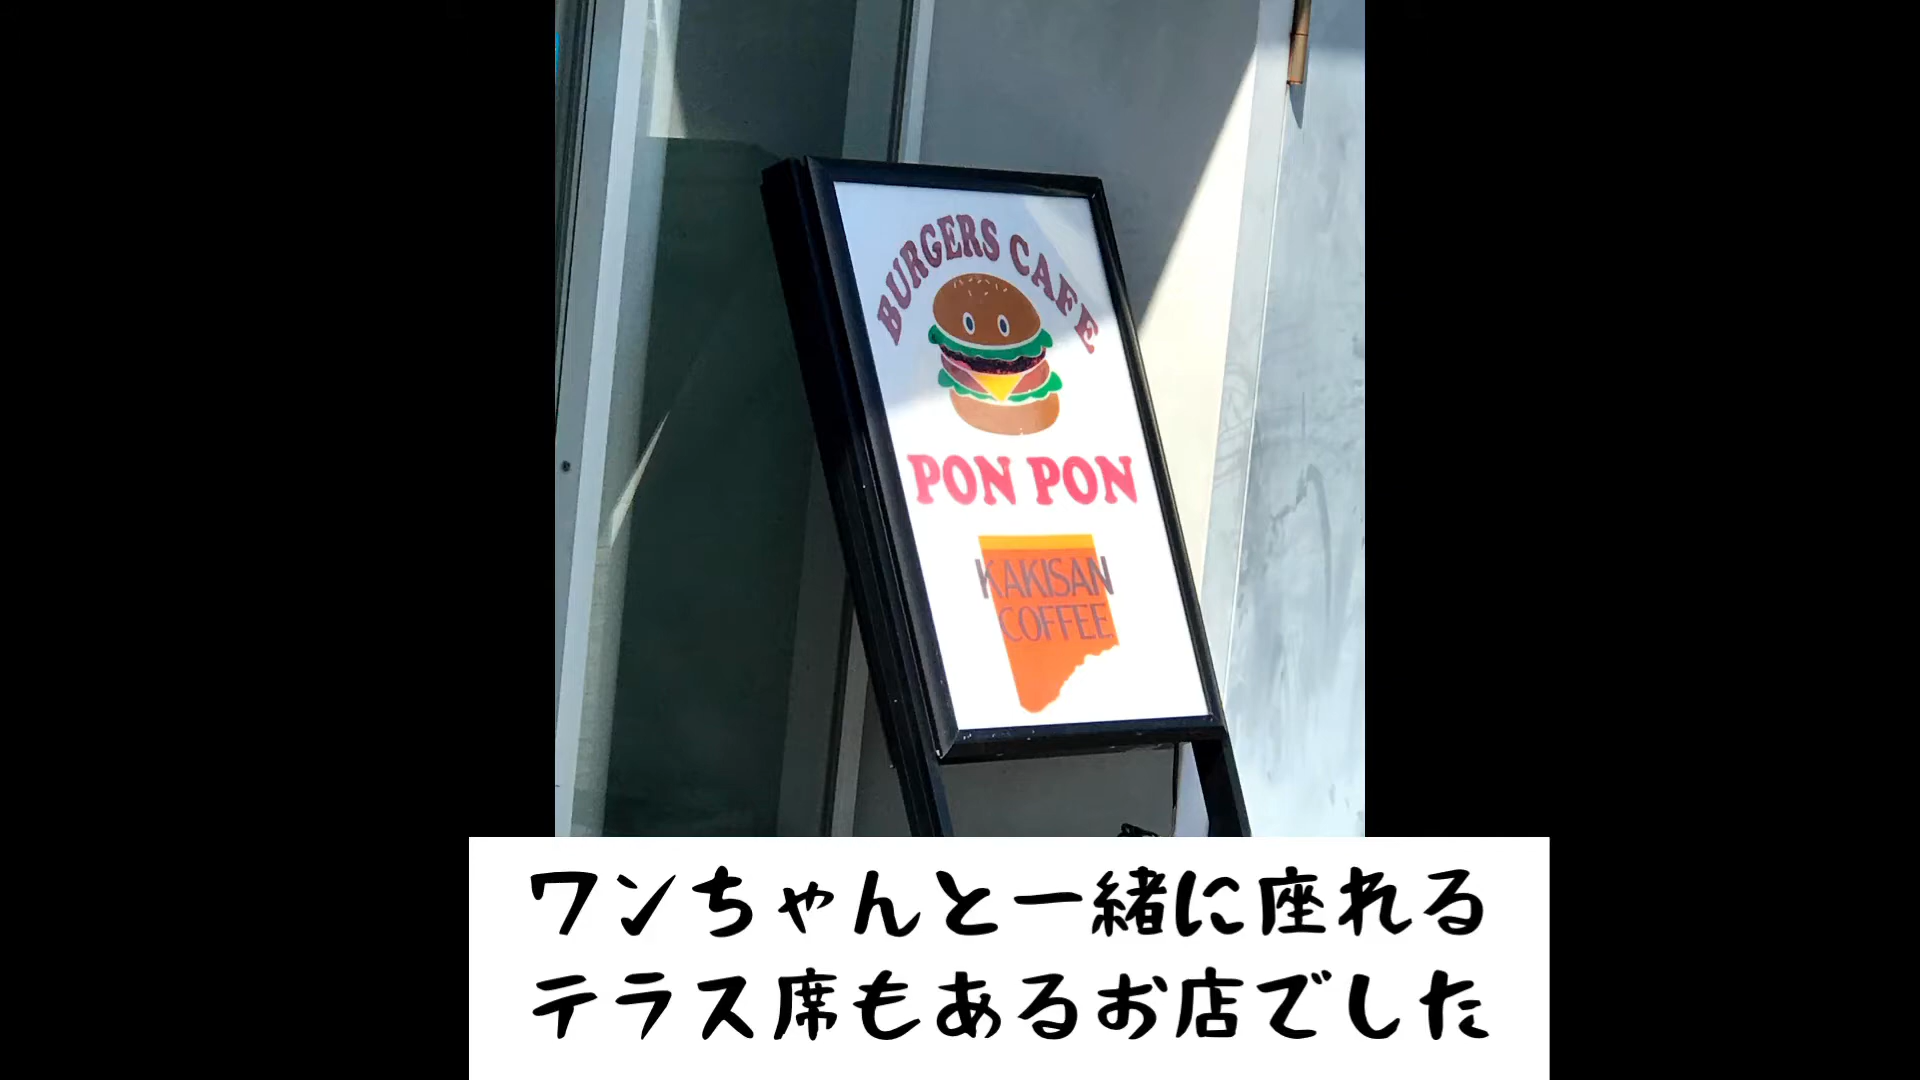 BURGERS CAFE
PON PON
KAKISAN
COFFEE
ワンちゃんと一緒に座れる
テラス席もあるお店でした